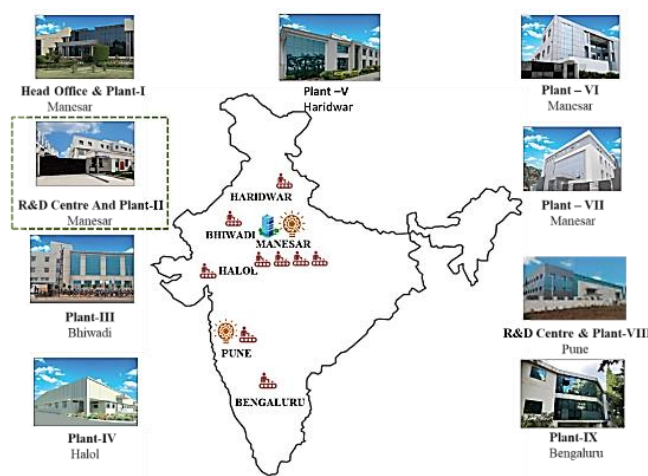 Head Office & Plant-I
Manesar
R&D Centre And Plant-II
Manesar
Plant-III
Bhiwadi
Plant-IV
Halol
Plant –V
Haridwar
HARIDWAR
BHIWADI
MANESAR
HALOL
PUNE
BENGALURU
Plant – VI
Manesar
Plant – VII
Manesar
R&D Centre & Plant-VIII
Pune
Plant-IX
Bengaluru